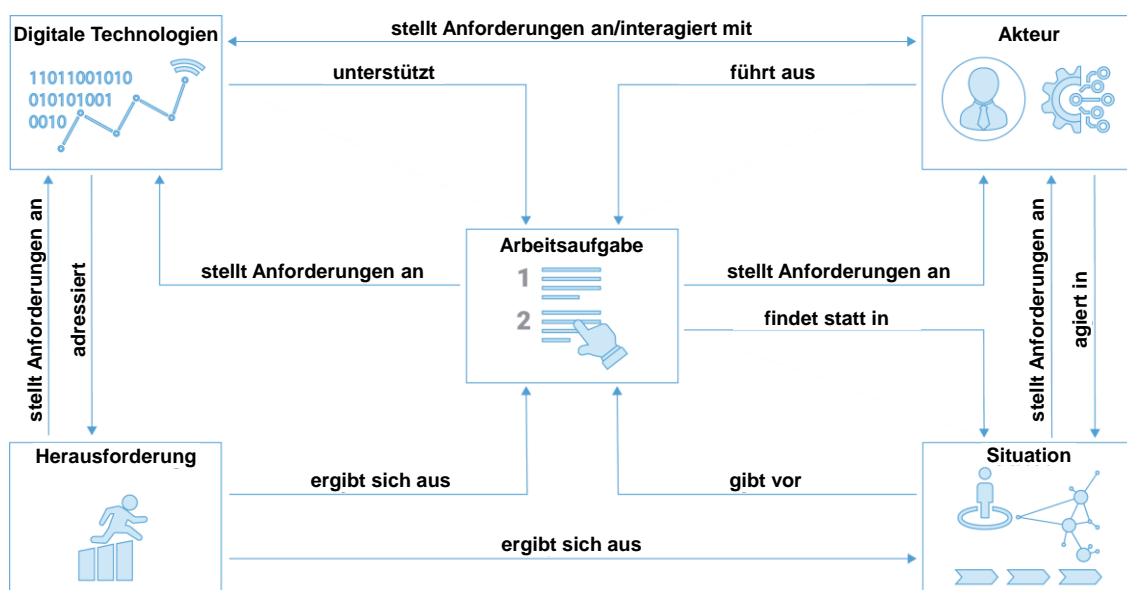 Digitale Technologien
stellt Anforderungen an/interagiert mit
Akteur
11011001010
010101001
0010
unterstützt
führt aus
stellt Anforderungen an
adressiert
Arbeitsaufgabe
1
2
stellt Anforderungen an
stellt Anforderungen an
findet statt in
stellt Anforderungen an
agiert in
Herausforderung
ergibt sich aus
gibt vor
Situation
ergibt sich aus